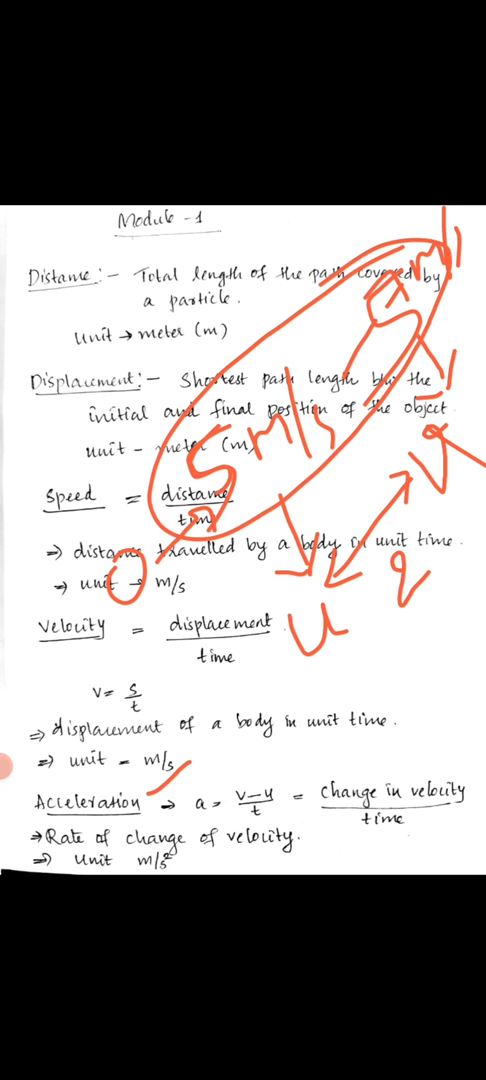 Module - 1
Distance :- Total length of the path covered by
a particle.
Unit → meter (m)
Displacement :- Shortest path length btw the
initial and final position of the object
unit - meter (m)
Speed = distance
time
⇒ distance travelled by a body in unit time.
⇒ unit → m/s
5 m/s
u
v
Velocity = displacement
time
v = s/t
⇒ displacement of a body in unit time.
⇒ unit = m/s
Acceleration → a = v-u/t = change in velocity
time
→ Rate of change of velocity.
⇒ Unit m/s²